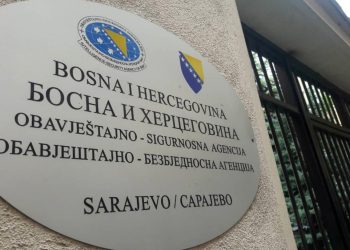 BOSNA I HERCEGOVINA
БОСНА И ХЕРЦЕГОВИНА
OBAVJEŠTAJNO - SIGURNOSNA AGENCIJA
ОБАВЈЕШТАЈНО - БЕЗБЈЕДНОСНА АГЕНЦИЈА
SARAJEVO / САРАЈЕВО